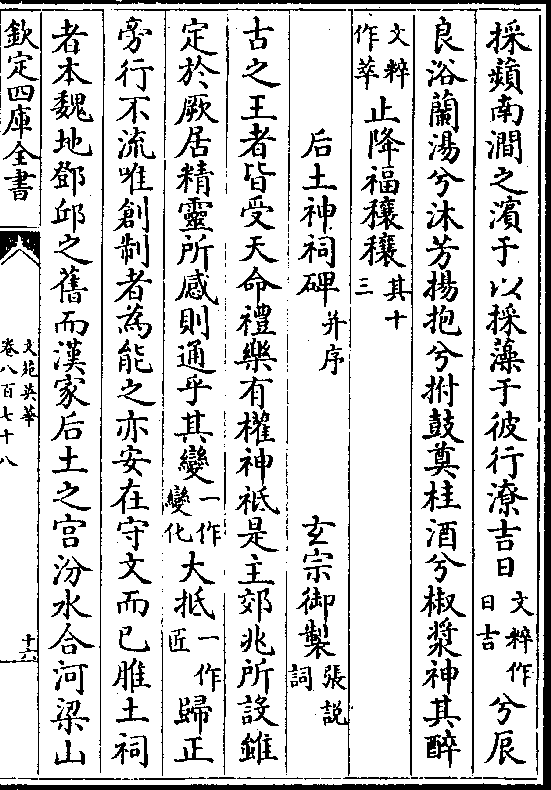 採蘋南澗之濱于以採藻于彼行潦吉日文粹作日吉兮辰
良浴蘭湯兮沐芳揚抱兮拊鼓奠桂酒兮椒漿神其醉
文粹作萃止降福穰穰其十三
后土神祠碑并序 玄宗御製張説詞
古之王者皆受天命禮樂有權神祇是主郊兆所設雖
定於厥居精靈所感則通乎其變一作變化大抵一作匠歸正
旁行不流唯創制者為能之亦安在守文而已脽土祠
者本魏地鄧邱之舊而漢家后土之宫汾水合河梁山
欽定四庫全書
文苑英華
卷八百七十八
十六